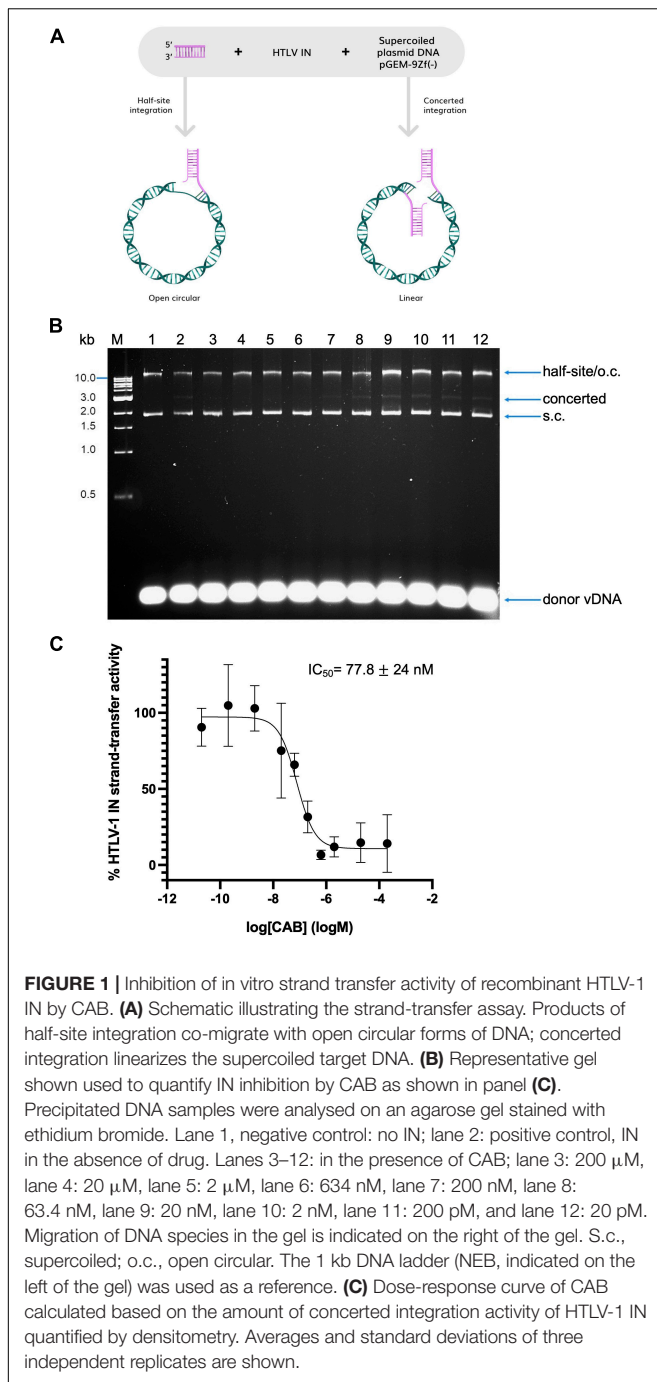 A
5'
3'
+
HTLV IN
+
Supercoiled
plasmid DNA
pGEM-9Zf(-)
Half-site
integration
Concerted
integration
Open circular
Linear
B
kb M 1 2 3 4 5 6 7 8 9 10 11 12
10.0
3.0
2.0
1.5
1.0
0.5
half-site/o.c.
concerted
s.c.
donor vDNA
C
IC50= 77.8 ± 24 nM
% HTLV-1 IN strand-transfer activity
100
50
0
-12 -10 -8 -6 -4 -2
log[CAB] (logM)
FIGURE 1 | Inhibition of in vitro strand transfer activity of recombinant HTLV-1
IN by CAB. (A) Schematic illustrating the strand-transfer assay. Products of
half-site integration co-migrate with open circular forms of DNA; concerted
integration linearizes the supercoiled target DNA. (B) Representative gel
shown used to quantify IN inhibition by CAB as shown in panel (C).
Precipitated DNA samples were analysed on an agarose gel stained with
ethidium bromide. Lane 1, negative control: no IN; lane 2: positive control, IN
in the absence of drug. Lanes 3–12: in the presence of CAB; lane 3: 200 μM,
lane 4: 20 μM, lane 5: 2 μM, lane 6: 634 nM, lane 7: 200 nM, lane 8:
63.4 nM, lane 9: 20 nM, lane 10: 2 nM, lane 11: 200 pM, and lane 12: 20 pM.
Migration of DNA species in the gel is indicated on the right of the gel. S.c.,
supercoiled; o.c., open circular. The 1 kb DNA ladder (NEB, indicated on the
left of the gel) was used as a reference. (C) Dose-response curve of CAB
calculated based on the amount of concerted integration activity of HTLV-1 IN
quantified by densitometry. Averages and standard deviations of three
independent replicates are shown.